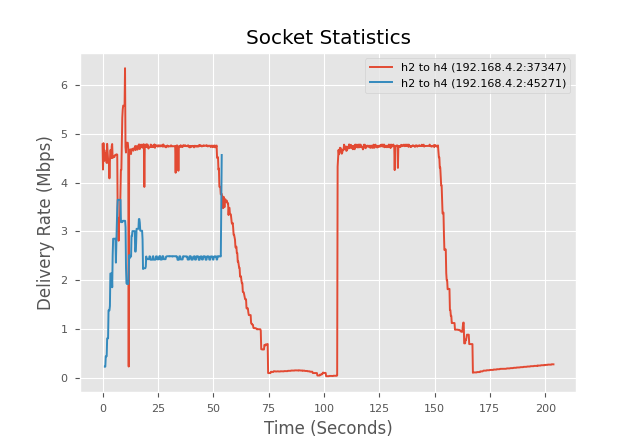 Socket Statistics
h2 to h4 (192.168.4.2:37347)
h2 to h4 (192.168.4.2:45271)
Delivery Rate (Mbps)
6
5
4
3
2
1
0
0 25 50 75 100 125 150 175 200
Time (Seconds)